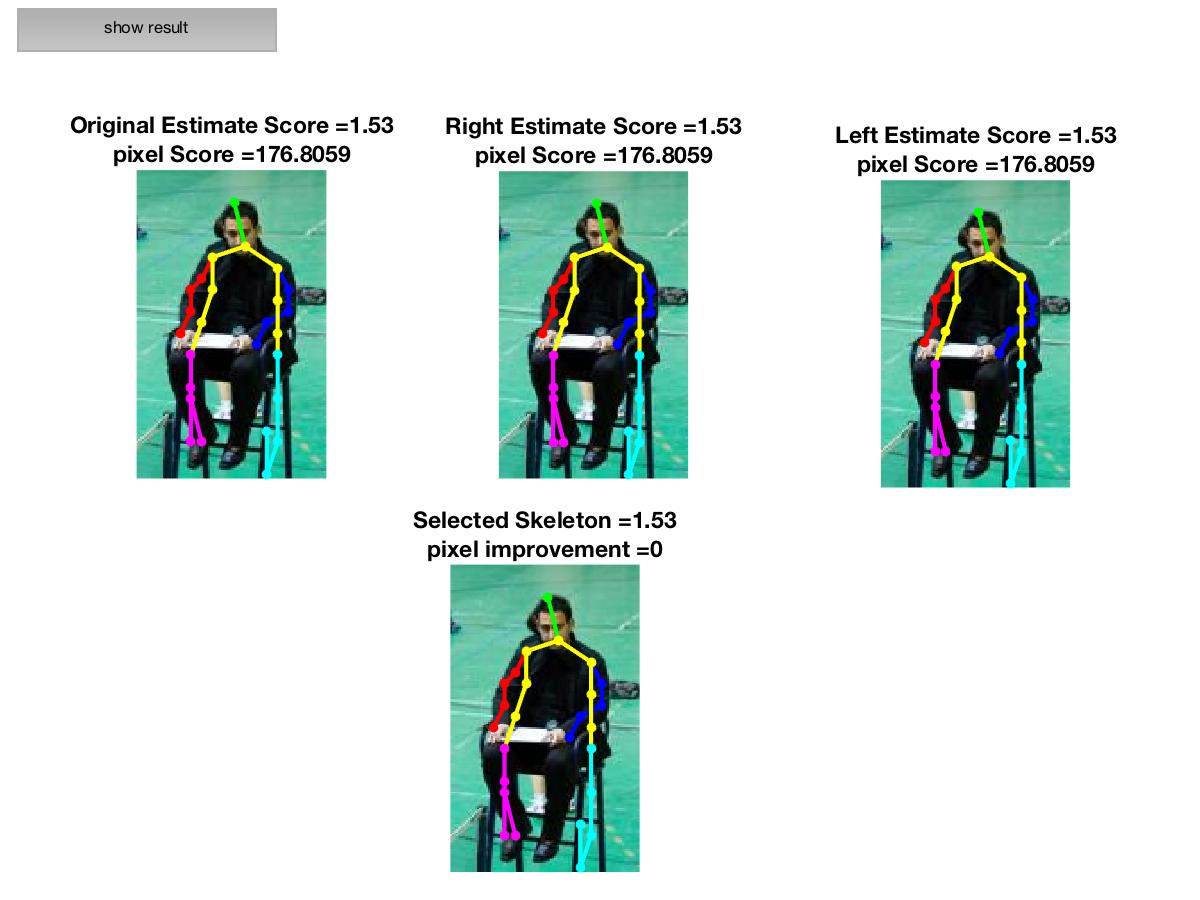 show result
Original Estimate Score =1.53
pixel Score =176.8059
Right Estimate Score =1.53
pixel Score =176.8059
Left Estimate Score =1.53
pixel Score =176.8059
Selected Skeleton =1.53
pixel improvement =0